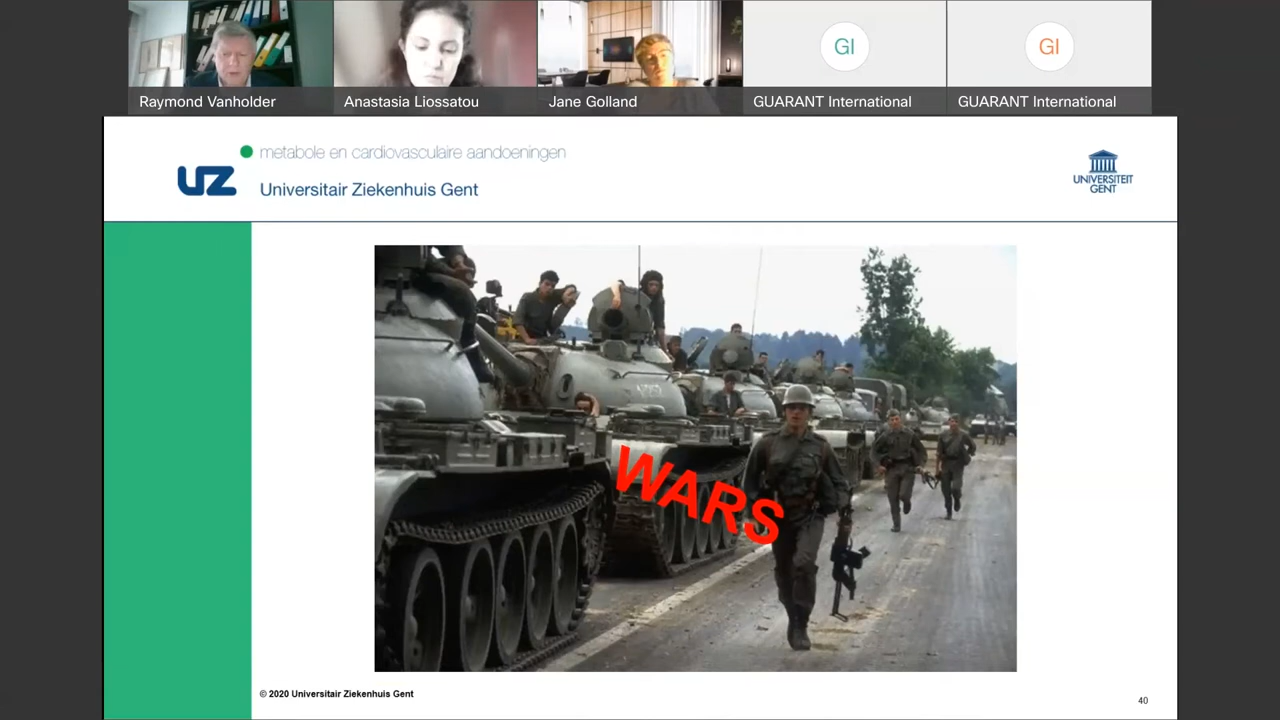 Raymond Vanholder
Anastasia Liossatou
Jane Golland
GI
GUARANT International
GI
GUARANT International
metabole en cardiovasculaire aandoeningen
UZ
Universitair Ziekenhuis Gent
UNIVERSITEIT
GENT
WARS
© 2020 Universitair Ziekenhuis Gent
40